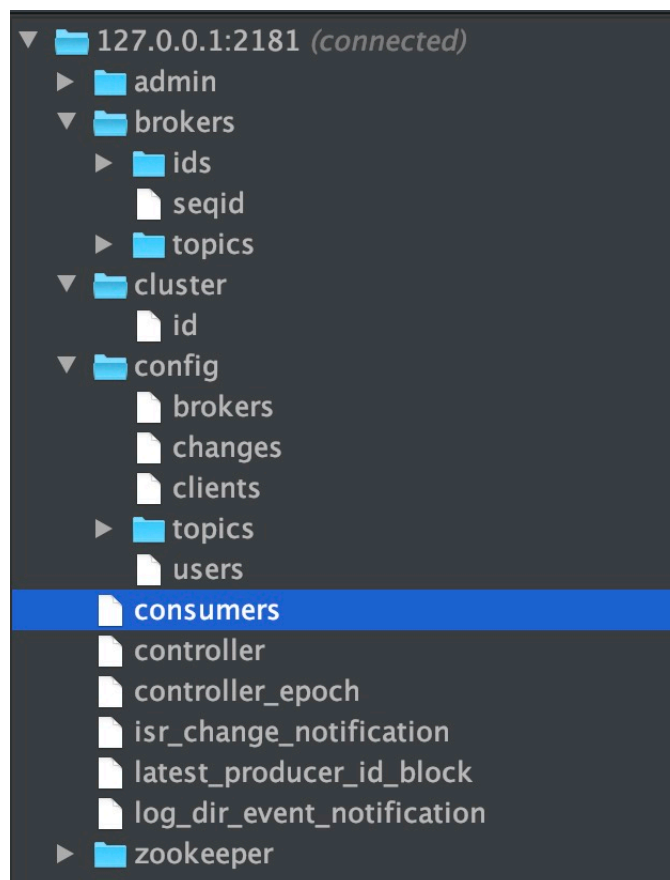 127.0.0.1:2181 (connected)
admin
brokers
ids
seqid
topics
cluster
id
config
brokers
changes
clients
topics
users
consumers
controller
controller_epoch
isr_change_notification
latest_producer_id_block
log_dir_event_notification
zookeeper